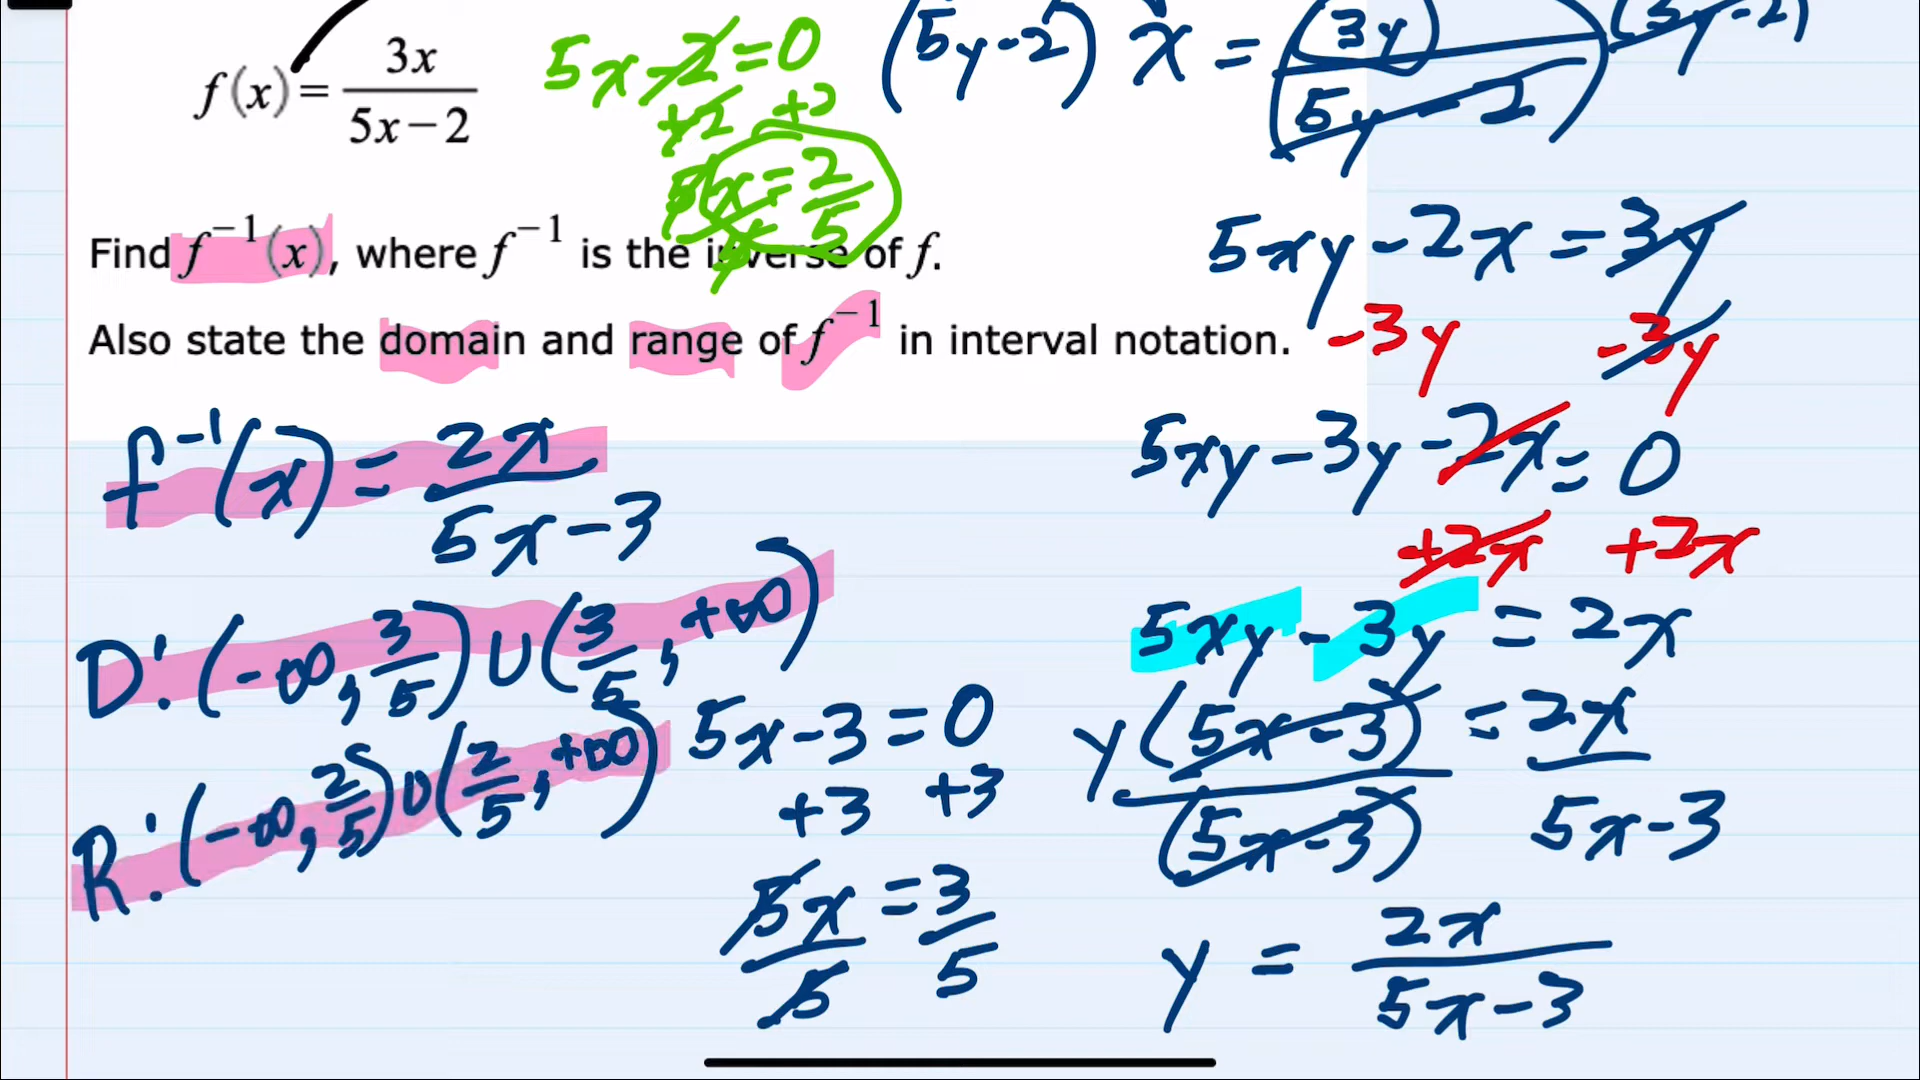 f(x) = 3x / 5x − 2
5x - 2 = 0
+2 +2
5x = 2
5 5
Find f⁻¹(x), where f⁻¹ is the inverse of f.
Also state the domain and range of f⁻¹ in interval notation.
f⁻¹(x) = 2x / 5x - 3
D: (-∞, 3/5) U (3/5, +∞)
R: (-∞, 2/5) U (2/5, +∞)
5x - 3 = 0
+3 +3
5x = 3
5 5
(5y - 2) x = (3y / 5y - 2)
5xy - 2x = 3y
-3y -3y
5xy - 3y - 2x = 0
+2x +2x
5xy - 3y = 2x
y(5x - 3) = 2x
(5x - 3) 5x - 3
y = 2x / 5x - 3